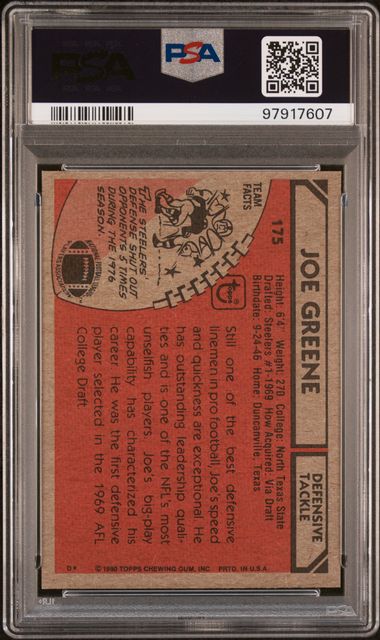 PSA
PSA
97917607
JOE GREENE
DEFENSIVE
TACKLE
175
Height: 6'4" Weight: 270 College: North Texas State
Drafted: Steelers #1-1969 How Acquired: Via Draft
Birthdate: 9-24-46 Home: Duncanville, Texas
TEAM
FACTS
topps
THE STEELERS'
DEFENSE SHUT OUT
OPPONENTS 5 TIMES
DURING THE 1976
SEASON.
Still one of the best defensive
linemen in pro football, Joe's speed
and quickness are exceptional. He
has outstanding leadership quali-
ties and is one of the NFL's most
unselfish players. Joe's big-play
capability has characterized his
career. He was the first defensive
player selected in the 1969 AFL
College Draft.
D*
© 1980 TOPPS CHEWING GUM, INC. PRTD. IN U.S.A.